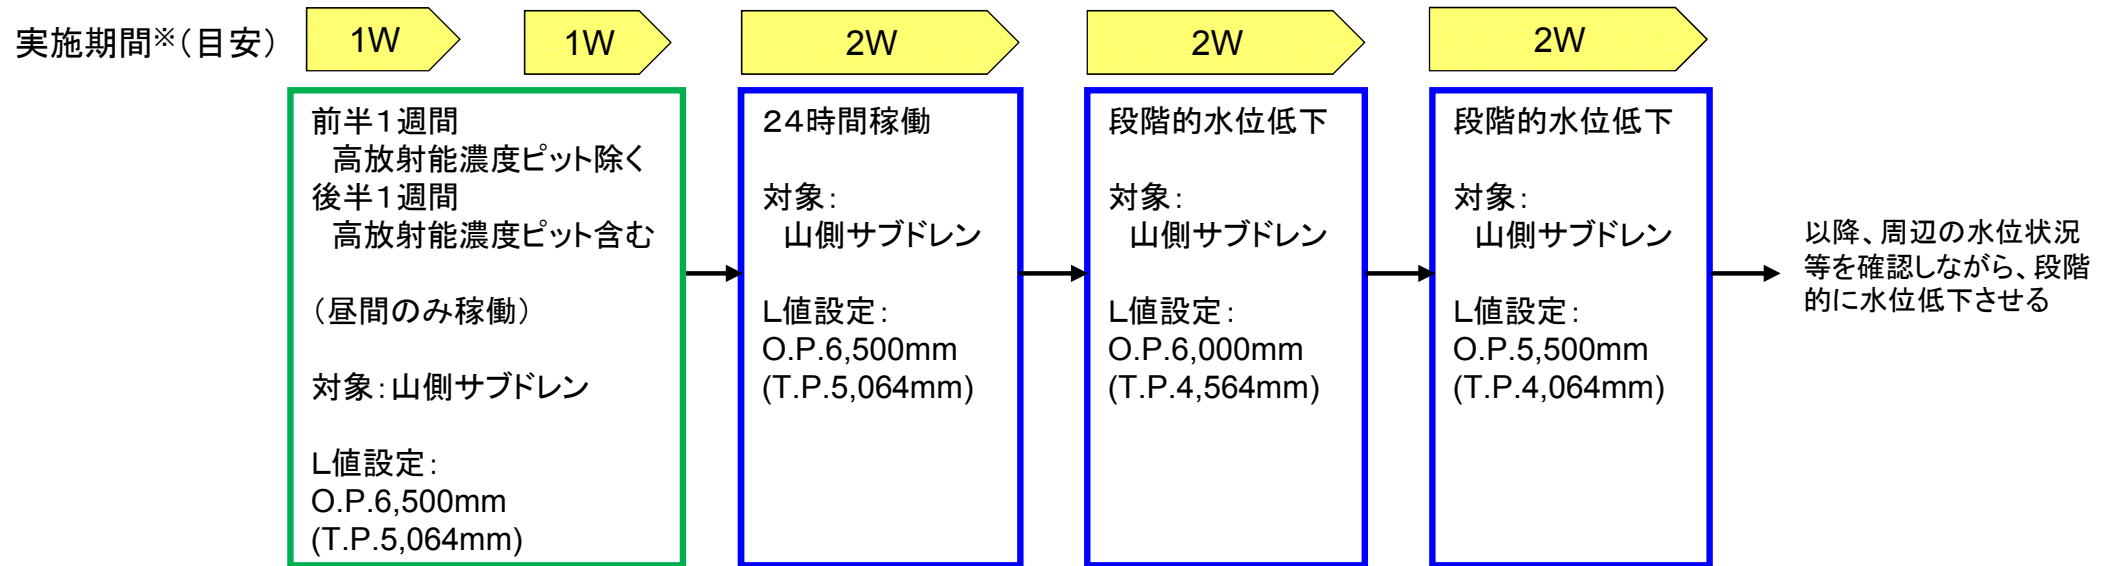 実施期間※(目安)
1W
1W
2W
2W
2W
前半1週間
高放射能濃度ピット除く
後半1週間
高放射能濃度ピット含む
(昼間のみ稼働)
対象:山側サブドレン
L値設定:
O.P.6,500mm
(T.P.5,064mm)
24時間稼働
対象:
山側サブドレン
L値設定:
O.P.6,500mm
(T.P.5,064mm)
段階的水位低下
対象:
山側サブドレン
L値設定:
O.P.6,000mm
(T.P.4,564mm)
段階的水位低下
対象:
山側サブドレン
L値設定:
O.P.5,500mm
(T.P.4,064mm)
以降、周辺の水位状況
等を確認しながら、段階
的に水位低下させる